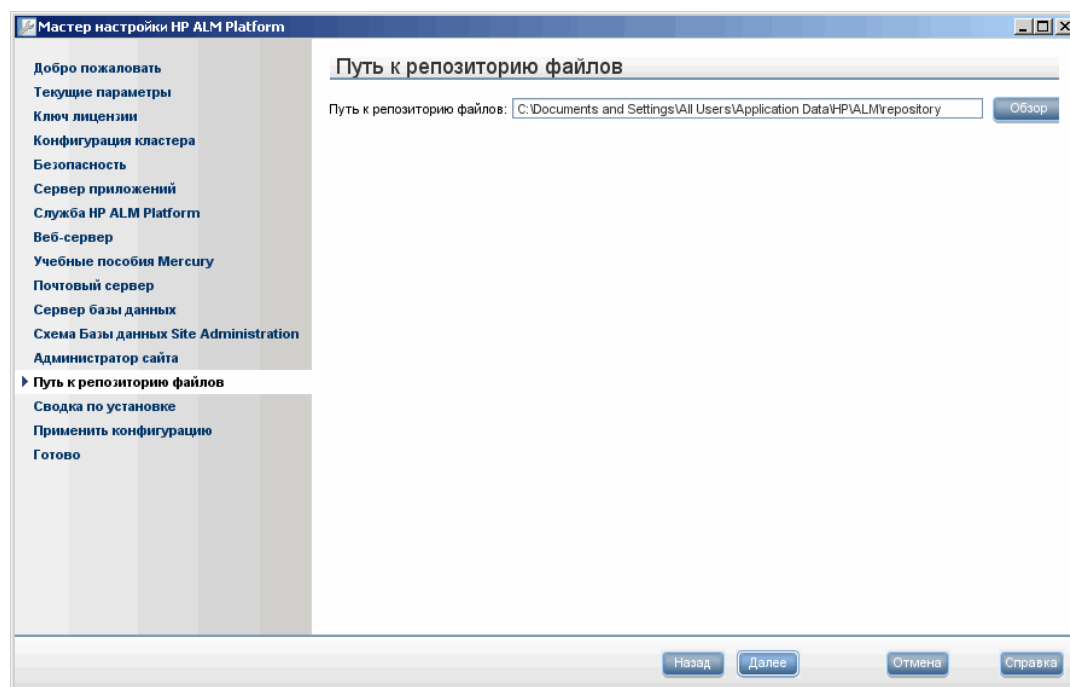 Мастер настройки HP ALM Platform
Добро пожаловать
Текущие параметры
Ключ лицензии
Конфигурация кластера
Безопасность
Сервер приложений
Служба HP ALM Platform
Веб-сервер
Учебные пособия Mercury
Почтовый сервер
Сервер базы данных
Схема Базы данных Site Administration
Администратор сайта
Путь к репозиторию файлов
Сводка по установке
Применить конфигурацию
Готово
Путь к репозиторию файлов
Путь к репозиторию файлов: C:\Documents and Settings\All Users\Application Data\HP\ALM\repository Обзор
Назад Далее Отмена Справка